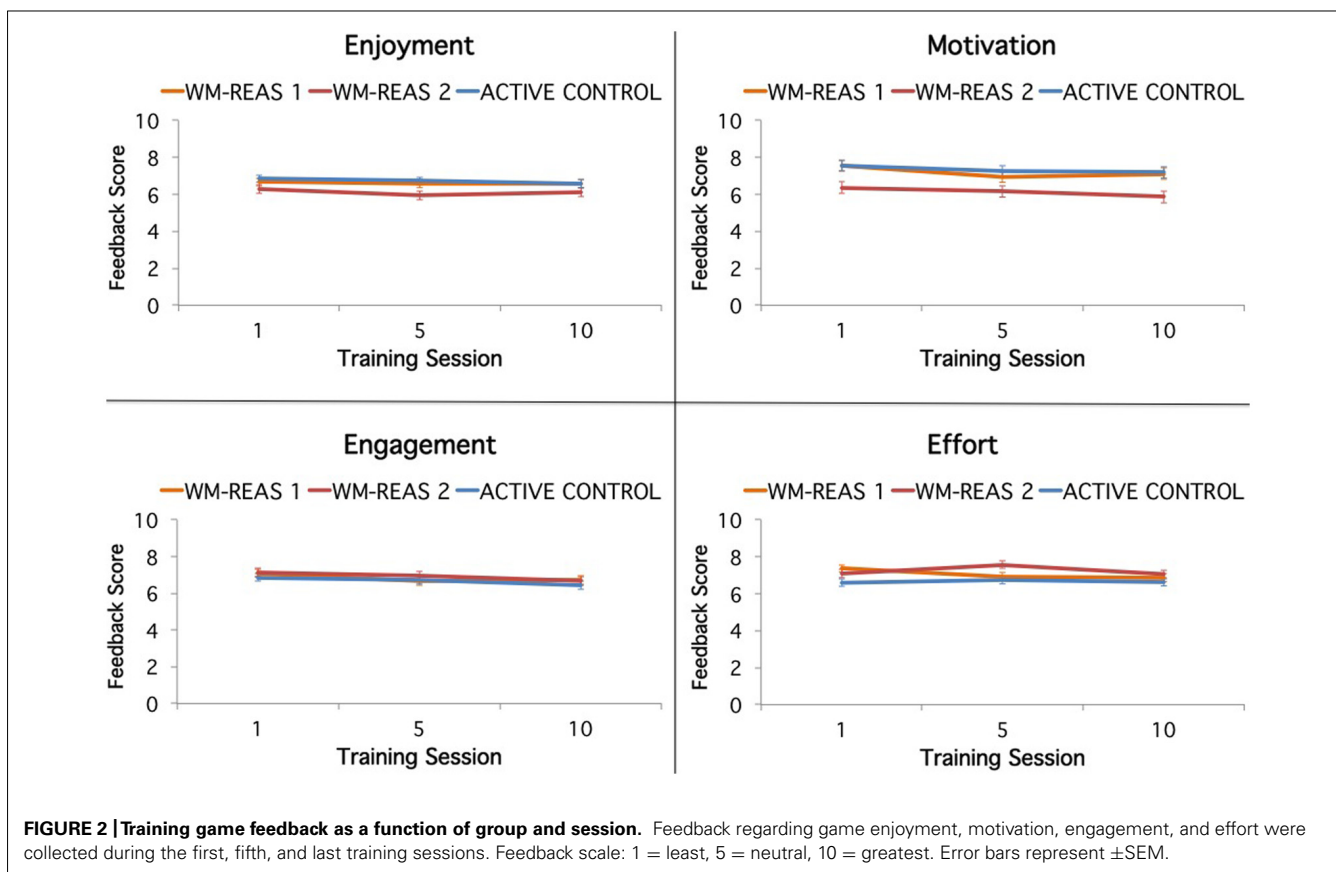 Enjoyment
WM-REAS 1 WM-REAS 2 ACTIVE CONTROL
Feedback Score
10
8
6
4
2
0
1 5 10
Training Session
Motivation
WM-REAS 1 WM-REAS 2 ACTIVE CONTROL
Feedback Score
10
8
6
4
2
0
1 5 10
Training Session
Engagement
WM-REAS 1 WM-REAS 2 ACTIVE CONTROL
Feedback Score
10
8
6
4
2
0
1 5 10
Training Session
Effort
WM-REAS 1 WM-REAS 2 ACTIVE CONTROL
Feedback Score
10
8
6
4
2
0
1 5 10
Training Session
FIGURE 2 | Training game feedback as a function of group and session. Feedback regarding game enjoyment, motivation, engagement, and effort were
collected during the first, fifth, and last training sessions. Feedback scale: 1 = least, 5 = neutral, 10 = greatest. Error bars represent ±SEM.